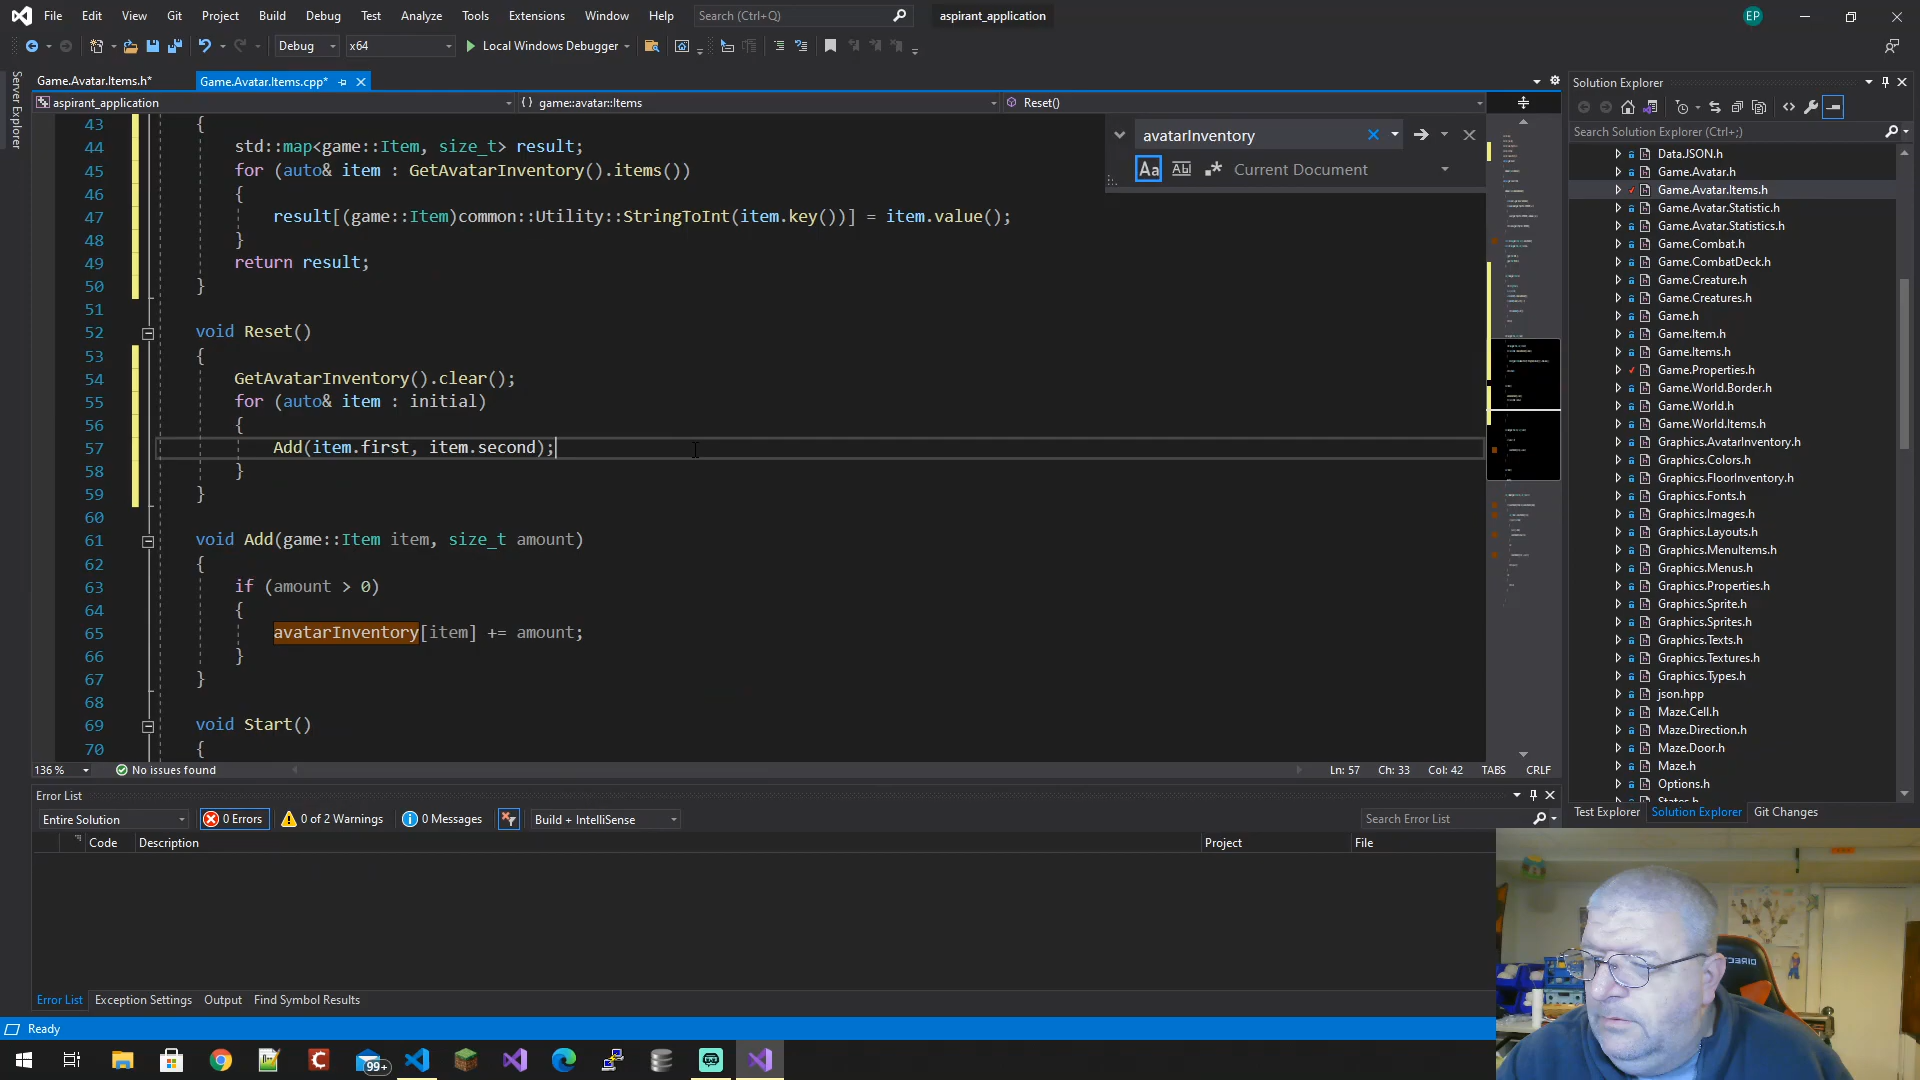 File Edit View Git Project Build Debug Test Analyze Tools Extensions Window Help Search (Ctrl+Q) aspirant_application EP
Debug x64 Local Windows Debugger
Server Explorer
Game.Avatar.Items.h* Game.Avatar.Items.cpp*
aspirant_application game::avatar::Items Reset()
avatarInventory
Aa Ab Current Document
43 {
44 std::map<game::Item, size_t> result;
45 for (auto& item : GetAvatarInventory().items())
46 {
47 result[(game::Item)common::Utility::StringToInt(item.key())] = item.value();
48 }
49 return result;
50 }
51
52 void Reset()
53 {
54 GetAvatarInventory().clear();
55 for (auto& item : initial)
56 {
57 Add(item.first, item.second);
58 }
59 }
60
61 void Add(game::Item item, size_t amount)
62 {
63 if (amount > 0)
64 {
65 avatarInventory[item] += amount;
66 }
67 }
68
69 void Start()
70 {
136 % No issues found Ln: 57 Ch: 33 Col: 42 TABS CRLF
Error List
Entire Solution 0 Errors 0 of 2 Warnings 0 Messages Build + IntelliSense Search Error List
Code Description Project File
Error List Exception Settings Output Find Symbol Results
Ready
Solution Explorer
Search Solution Explorer (Ctrl+;)
Data.JSON.h
Game.Avatar.h
Game.Avatar.Items.h
Game.Avatar.Statistic.h
Game.Avatar.Statistics.h
Game.Combat.h
Game.CombatDeck.h
Game.Creature.h
Game.Creatures.h
Game.h
Game.Item.h
Game.Items.h
Game.Properties.h
Game.World.Border.h
Game.World.h
Game.World.Items.h
Graphics.AvatarInventory.h
Graphics.Colors.h
Graphics.FloorInventory.h
Graphics.Fonts.h
Graphics.Images.h
Graphics.Layouts.h
Graphics.MenuItems.h
Graphics.Menus.h
Graphics.Properties.h
Graphics.Sprite.h
Graphics.Sprites.h
Graphics.Texts.h
Graphics.Textures.h
Graphics.Types.h
json.hpp
Maze.Cell.h
Maze.Direction.h
Maze.Door.h
Maze.h
Options.h
States.h
Test Explorer Solution Explorer Git Changes
99+